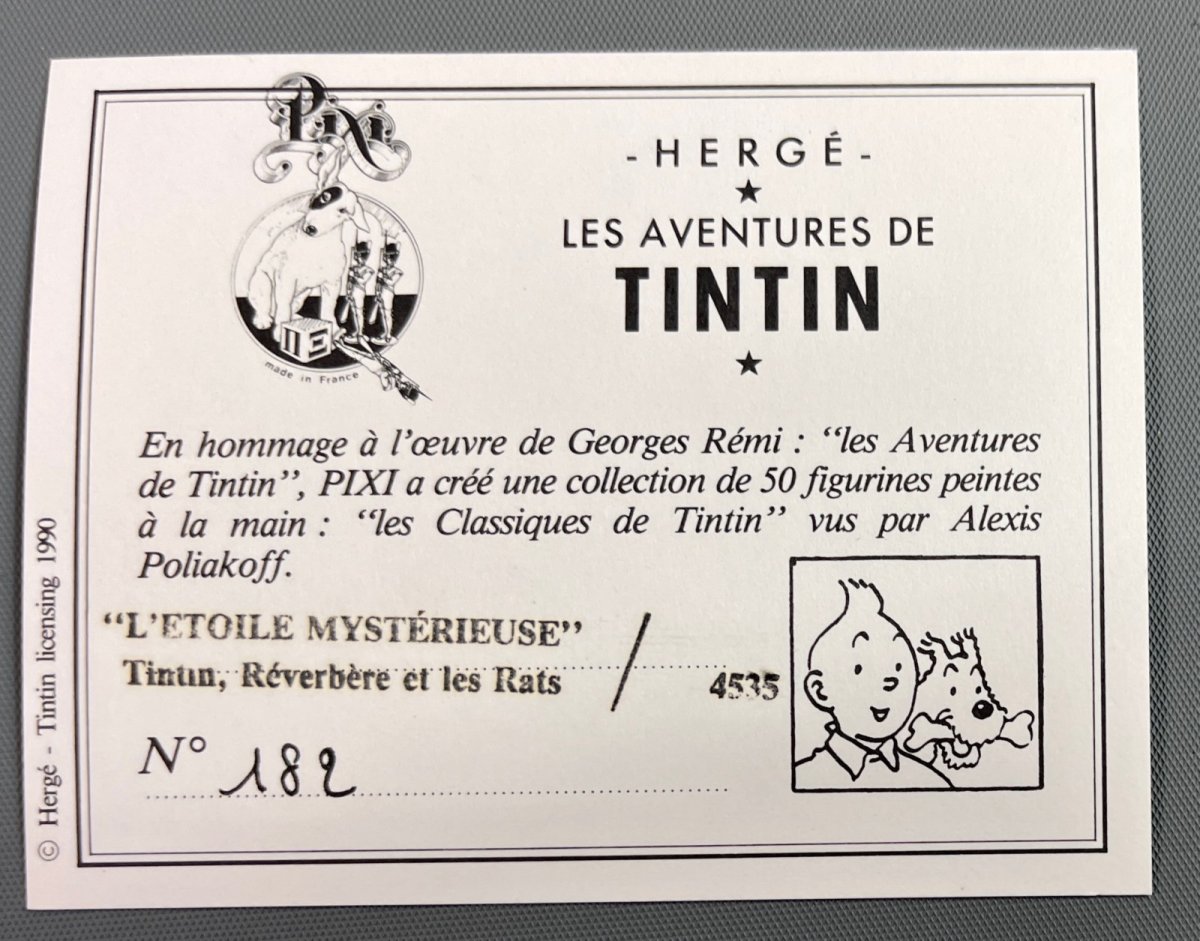 Pixi
made in France
- HERGÉ -
LES AVENTURES DE
TINTIN
En hommage à l'œuvre de Georges Rémi : “les Aventures
de Tintin”, PIXI a créé une collection de 50 figurines peintes
à la main : “les Classiques de Tintin” vus par Alexis
Poliakoff.
“L'ETOILE MYSTÉRIEUSE” /
Tintin, Réverbère et les Rats 4535
N° 182
© Hergé - Tintin licensing 1990